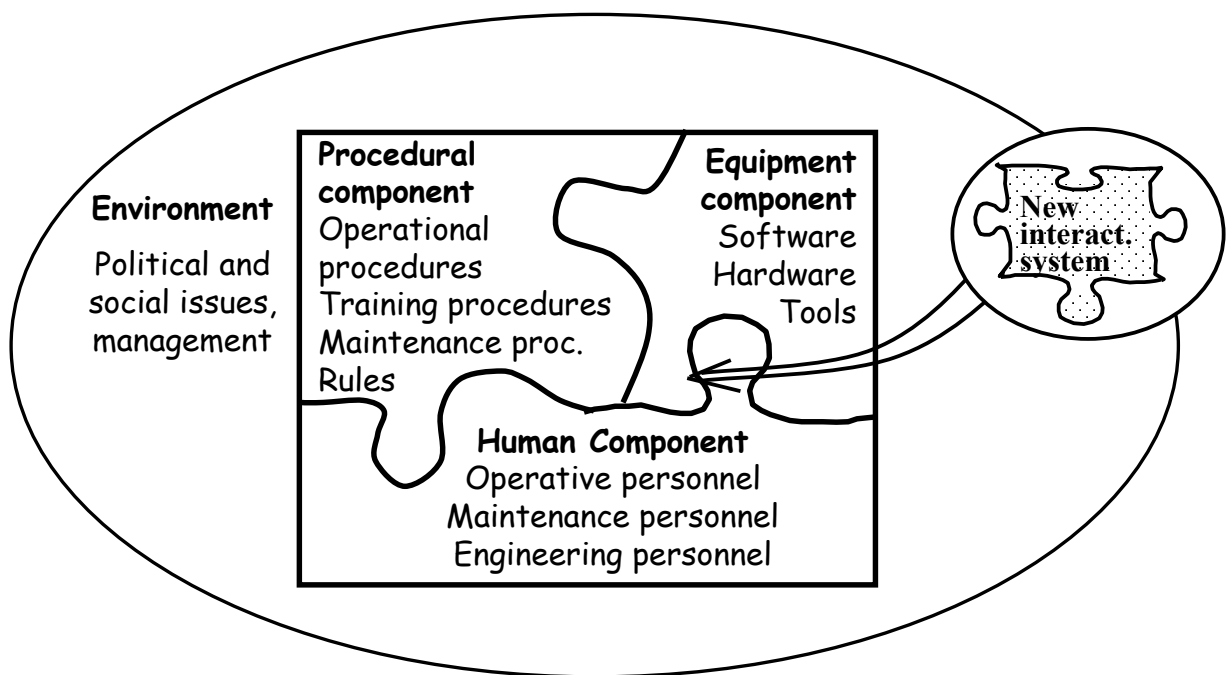 Environment
Political and
social issues,
management
Procedural
component
Operational
procedures
Training procedures
Maintenance proc.
Rules
Equipment
component
Software
Hardware
Tools
Human Component
Operative personnel
Maintenance personnel
Engineering personnel
New
interact.
system